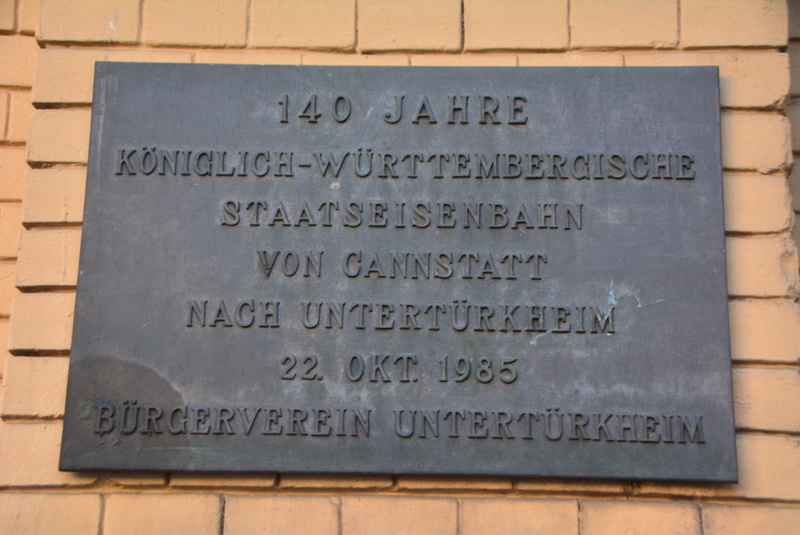 140 JAHRE
KÖNIGLICH-WÜRTTEMBERGISCHE
STAATSEISENBAHN
VON CANNSTATT
NACH UNTERTÜRKHEIM
22. OKT. 1985
BÜRGERVEREIN UNTERTÜRKHEIM